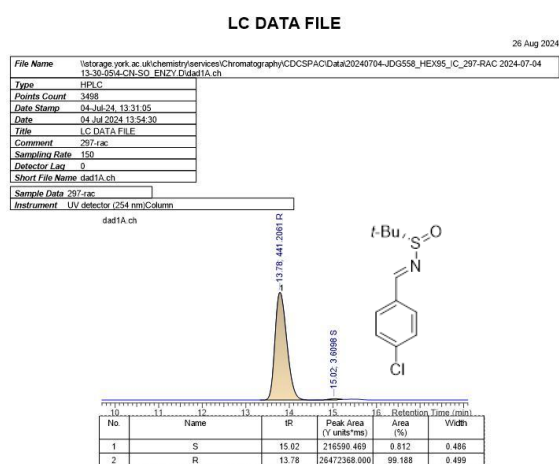 LC DATA FILE
26 Aug 2024
File Name \\storage.york.ac.uk\chemistry\services\Chromatography\CDCSPAC\Data\20240704-JDG558_HEX95_IC_297-RAC 2024-07-04
13-30-05\4-CN-SO_ENZY.D\dad1A.ch
Type HPLC
Points Count 3498
Date Stamp 04-Jul-24, 13:31:05
Date 04 Jul 2024 13:54:30
Title LC DATA FILE
Comment 297-rac
Sampling Rate 150
Detector Lag 0
Short File Name dad1A.ch
Sample Data 297-rac
Instrument UV detector (254 nm)Column
dad1A.ch
13.78; 441.2061 R
15.02; 3.6098 S
t-Bu
S
O
N
Cl
10 11 12 13 14 15 16 Retention Time (min)
No. Name tR Peak Area (Y units*ms) Area (%) Width
1 S 15.02 216590.469 0.812 0.486
2 R 13.78 26472368.000 99.188 0.499